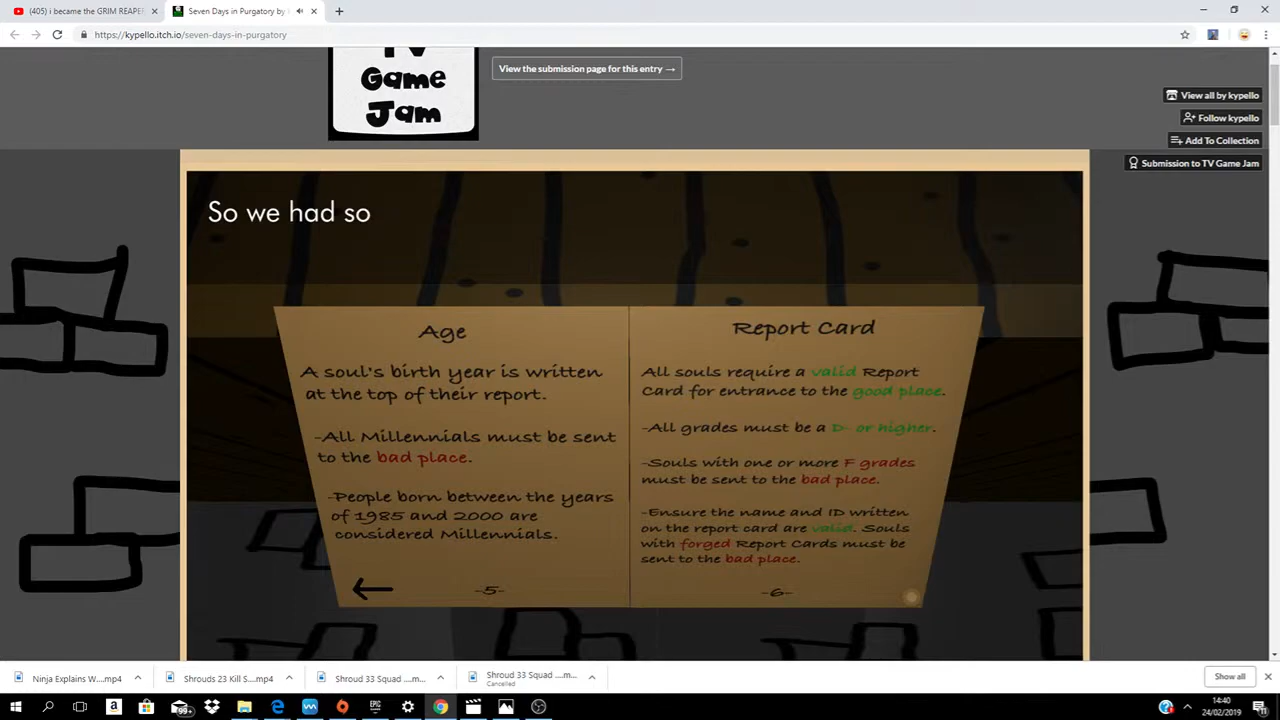 (405) i became the GRIM REAPER
Seven Days in Purgatory by
https://kypello.itch.io/seven-days-in-purgatory
TV
Game
Jam
View the submission page for this entry →
View all by kypello
Follow kypello
Add To Collection
Submission to TV Game Jam
So we had so
Age
A soul's birth year is written
at the top of their report.
-All Millennials must be sent
to the bad place.
-People born between the years
of 1985 and 2000 are
considered Millennials.
-5-
Report Card
All souls require a valid Report
Card for entrance to the good place.
-All grades must be a D- or higher.
-Souls with one or more F grades
must be sent to the bad place.
-Ensure the name and ID written
on the report card are valid. Souls
with forged Report Cards must be
sent to the bad place.
-6-
Ninja Explains W....mp4
Shrouds 23 Kill S....mp4
Shroud 33 Squad ....m...
Shroud 33 Squad ....m...
Cancelled
Show all
99+
EPIC
14:40
24/02/2019